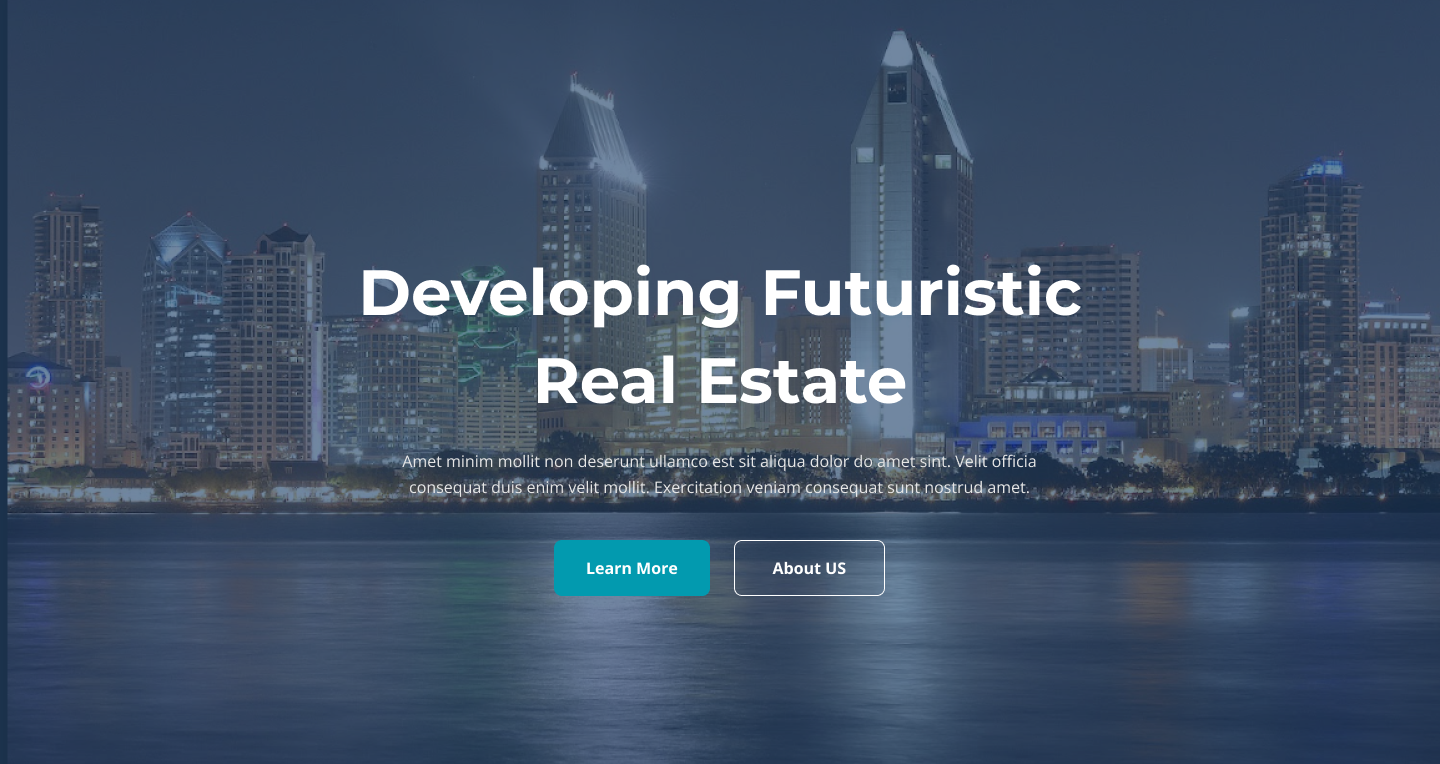 Developing Futuristic
Real Estate
Amet minim mollit non deserunt ullamco est sit aliqua dolor do amet sint. Velit officia
consequat duis enim velit mollit. Exercitation veniam consequat sunt nostrud amet.
Learn More
About US